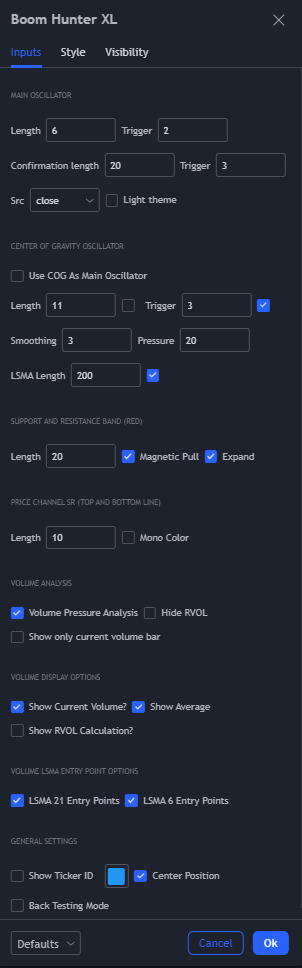 Boom Hunter XL
Inputs Style Visibility
MAIN OSCILLATOR
Length 6 Trigger 2
Confirmation length 20 Trigger 3
Src close Light theme
CENTER OF GRAVITY OSCILLATOR
Use COG As Main Oscillator
Length 11 Trigger 3
Smoothing 3 Pressure 20
LSMA Length 200
SUPPORT AND RESISTANCE BAND (RED)
Length 20 Magnetic Pull Expand
PRICE CHANNEL SR (TOP AND BOTTOM LINE)
Length 10 Mono Color
VOLUME ANALYSIS
Volume Pressure Analysis Hide RVOL
Show only current volume bar
VOLUME DISPLAY OPTIONS
Show Current Volume? Show Average
Show RVOL Calculation?
VOLUME LSMA ENTRY POINT OPTIONS
LSMA 21 Entry Points LSMA 6 Entry Points
GENERAL SETTINGS
Show Ticker ID Center Position
Back Testing Mode
Defaults Cancel Ok